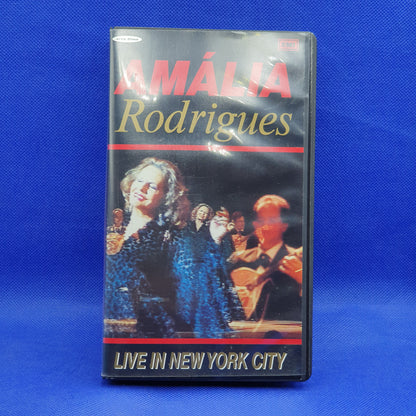 AMÁLIA
Rodrigues
LIVE IN NEW YORK CITY